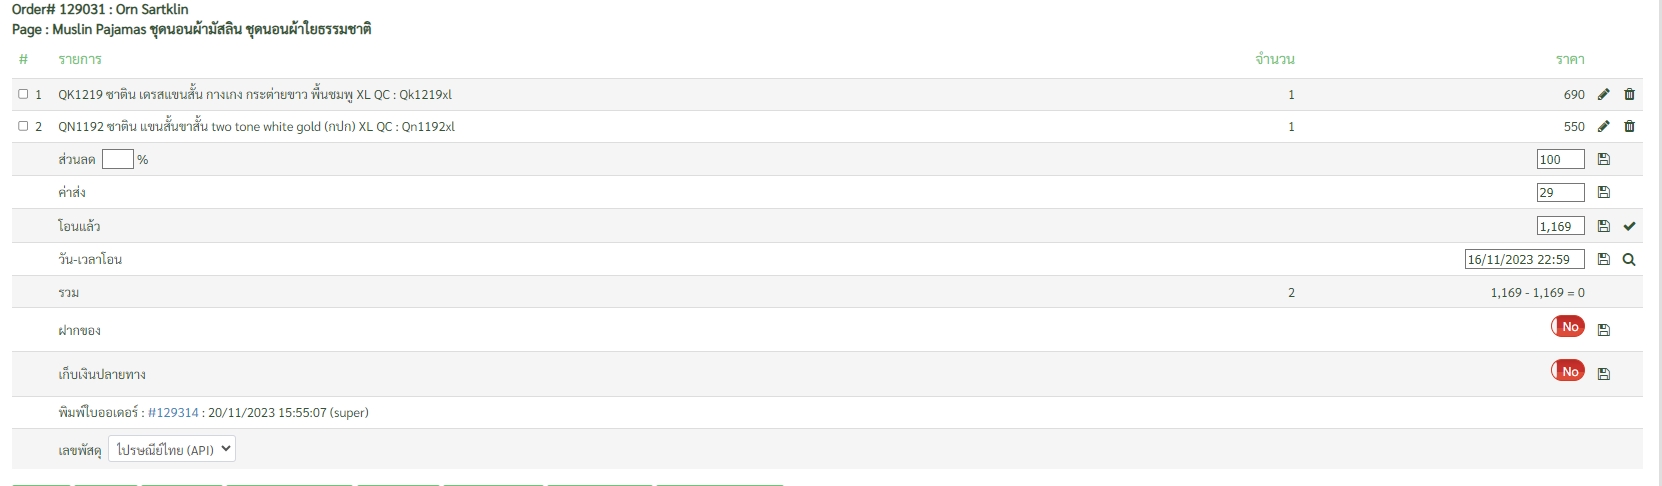 Order# 129031 : Orn Sartklin
Page : Muslin Pajamas ชุดนอนผ้ามัสลิน ชุดนอนผ้าใยธรรมชาติ
# รายการ จำนวน ราคา
1 QK1219 ซาติน เดรสแขนสั้น กางเกง กระต่ายขาว พื้นชมพู XL QC : Qk1219xl 1 690
2 QN1192 ซาติน แขนสั้นขาสั้น two tone white gold (กปก) XL QC : Qn1192xl 1 550
ส่วนลด % 100
ค่าส่ง 29
โอนแล้ว 1,169
วัน-เวลาโอน 16/11/2023 22:59
รวม 2 1,169 - 1,169 = 0
ฝากของ No
เก็บเงินปลายทาง No
พิมพ์ใบออเดอร์ : #129314 : 20/11/2023 15:55:07 (super)
เลขพัสดุ ไปรษณีย์ไทย (API)